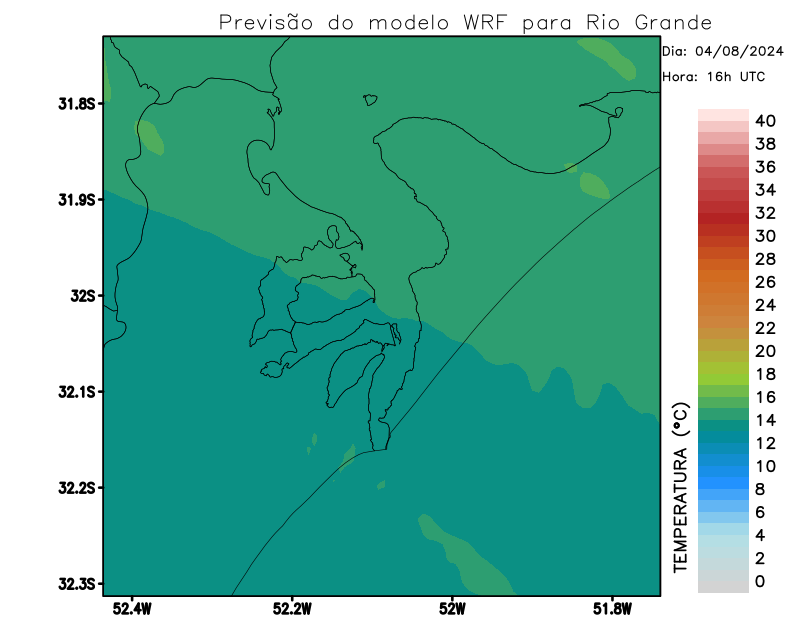 Previsão do modelo WRF para Rio Grande
Dia: 04/08/2024
Hora: 16h UTC
31.8S
31.9S
32S
32.1S
32.2S
32.3S
52.4W
52.2W
52W
51.8W
TEMPERATURA (°C)
40
38
36
34
32
30
28
26
24
22
20
18
16
14
12
10
8
6
4
2
0